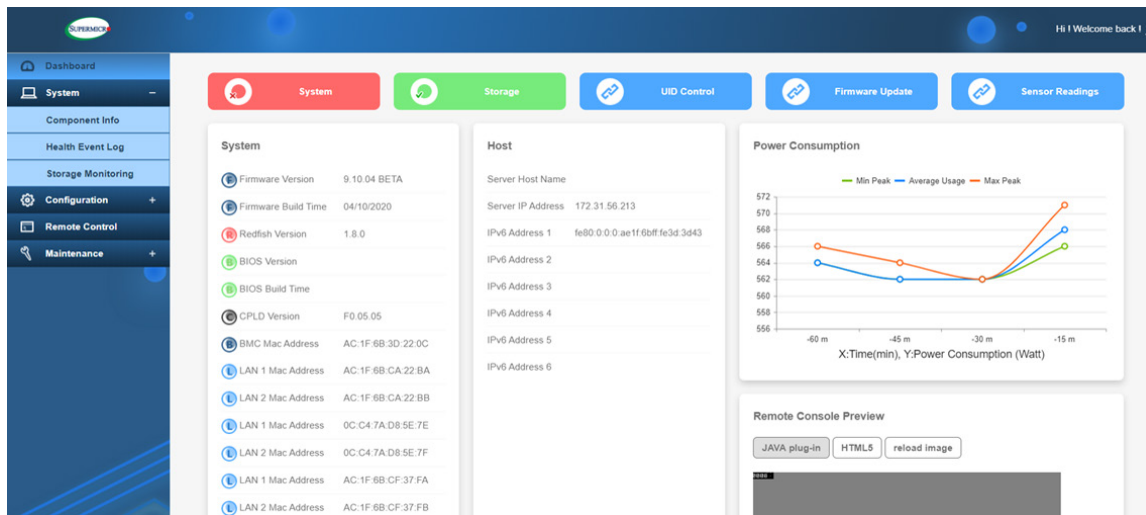 SUPERMICR
Hi ! Welcome back !
Dashboard
System −
Component Info
Health Event Log
Storage Monitoring
Configuration +
Remote Control
Maintenance +
System
Storage
UID Control
Firmware Update
Sensor Readings
System
Firmware Version 9.10.04 BETA
Firmware Build Time 04/10/2020
Redfish Version 1.8.0
BIOS Version
BIOS Build Time
CPLD Version F0.05.05
BMC Mac Address AC:1F:6B:3D:22:0C
LAN 1 Mac Address AC:1F:6B:CA:22:BA
LAN 2 Mac Address AC:1F:6B:CA:22:BB
LAN 1 Mac Address 0C:C4:7A:D8:5E:7E
LAN 2 Mac Address 0C:C4:7A:D8:5E:7F
LAN 1 Mac Address AC:1F:6B:CF:37:FA
LAN 2 Mac Address AC:1F:6B:CF:37:FB
Host
Server Host Name
Server IP Address 172.31.56.213
IPv6 Address 1 fe80:0:0:0:ae1f:6bff:fe3d:3d43
IPv6 Address 2
IPv6 Address 3
IPv6 Address 4
IPv6 Address 5
IPv6 Address 6
Power Consumption
Min Peak Average Usage Max Peak
572
570
568
566
564
562
560
558
556
-60 m -45 m -30 m -15 m
X:Time(min), Y:Power Consumption (Watt)
Remote Console Preview
JAVA plug-in HTML5 reload image